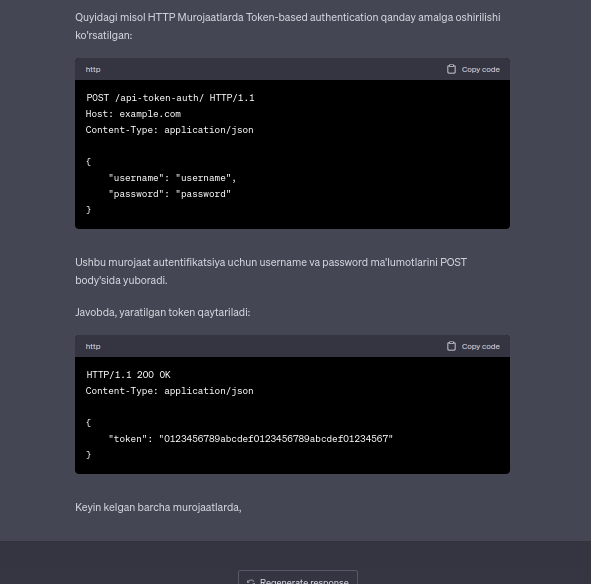 Quyidagi misol HTTP Murojaatlarda Token-based authentication qanday amalga oshirilishi
ko'rsatilgan:
http
Copy code
POST /api-token-auth/ HTTP/1.1
Host: example.com
Content-Type: application/json
{
    "username": "username",
    "password": "password"
}
Ushbu murojaat autentifikatsiya uchun username va password ma'lumotlarini POST
body'sida yuboradi.
Javobda, yaratilgan token qaytariladi:
http
Copy code
HTTP/1.1 200 OK
Content-Type: application/json
{
    "token": "0123456789abcdef0123456789abcdef01234567"
}
Keyin kelgan barcha murojaatlarda,
Regenerate response